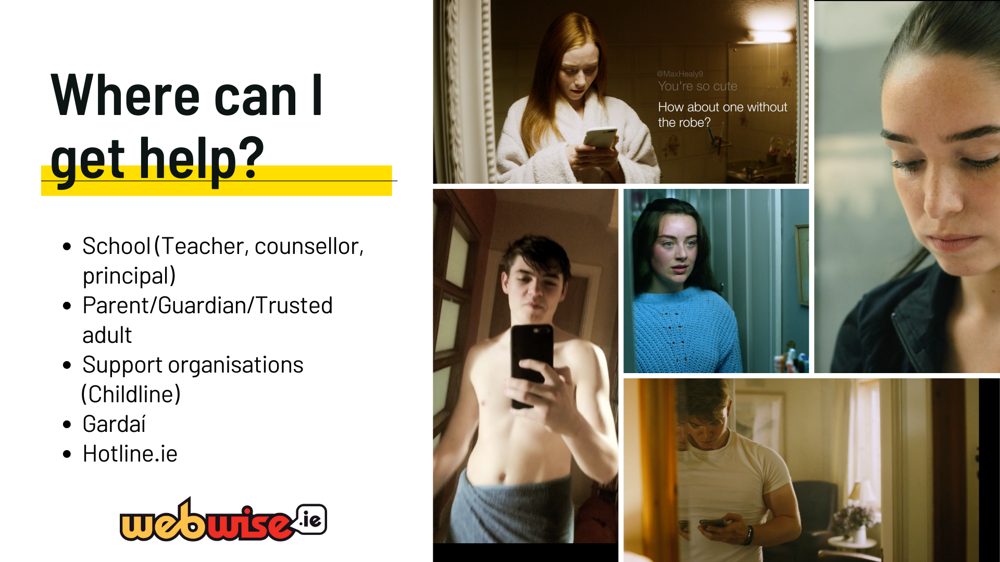 Where can I
get help?
School (Teacher, counsellor,
principal)
Parent/Guardian/Trusted
adult
Support organisations
(Childline)
Gardaí
Hotline.ie
webwise.ie
@MaxHealy9
You're so cute
How about one without
the robe?